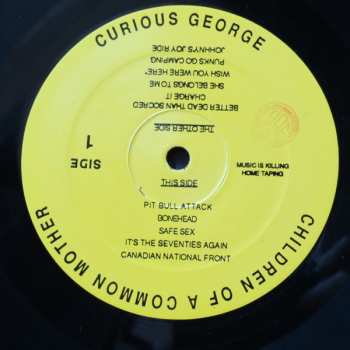 CURIOUS GEORGE
JOHNNY'S JOY RIDE
PUNKS GO CAMPING
WISH YOU WERE HERE*
SHE BELONGS TO ME
CHARGE IT
BETTER DEAD THAN SOCRED
THE OTHER SIDE
SIDE
1
MUSIC IS KILLING
HOME TAPING
THIS SIDE
PIT BULL ATTACK
BONEHEAD
SAFE SEX
IT'S THE SEVENTIES AGAIN
CANADIAN NATIONAL FRONT
CHILDREN OF A COMMON MOTHER